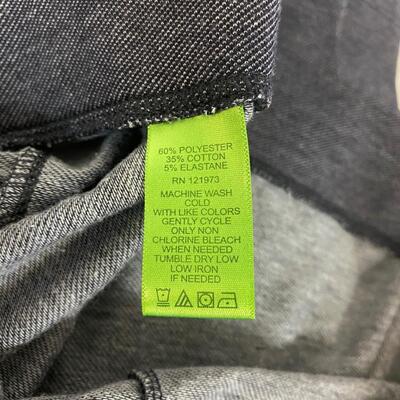 60% POLYESTER
35% COTTON
5% ELASTANE
RN 121973
MACHINE WASH
COLD
WITH LIKE COLORS
GENTLY CYCLE
ONLY NON
CHLORINE BLEACH
WHEN NEEDED
TUMBLE DRY LOW
LOW IRON
IF NEEDED